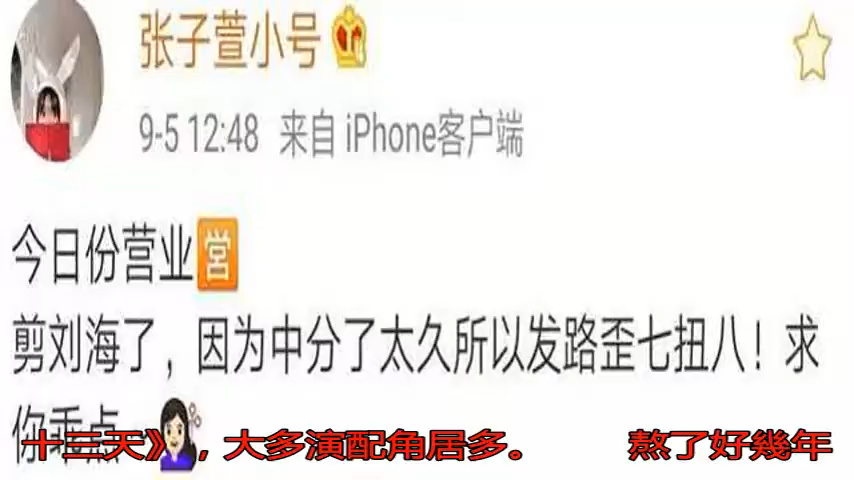 张子萱小号
9-5 12:48 来自 iPhone客户端
今日份营业🈺
剪刘海了，因为中分了太久所以发路歪七扭八！求
你乖点
十三天》，大多演配角居多。 熬了好幾年